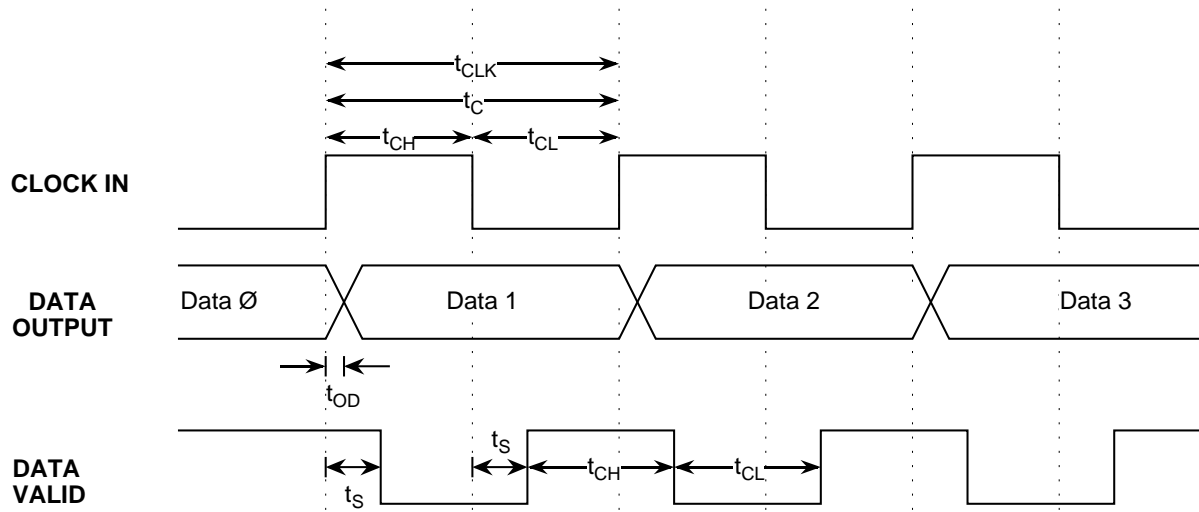 tCLK
tC
tCH tCL
CLOCK IN
DATA OUTPUT
Data Ø Data 1 Data 2 Data 3
tOD
DATA VALID
tS tS tCH tCL